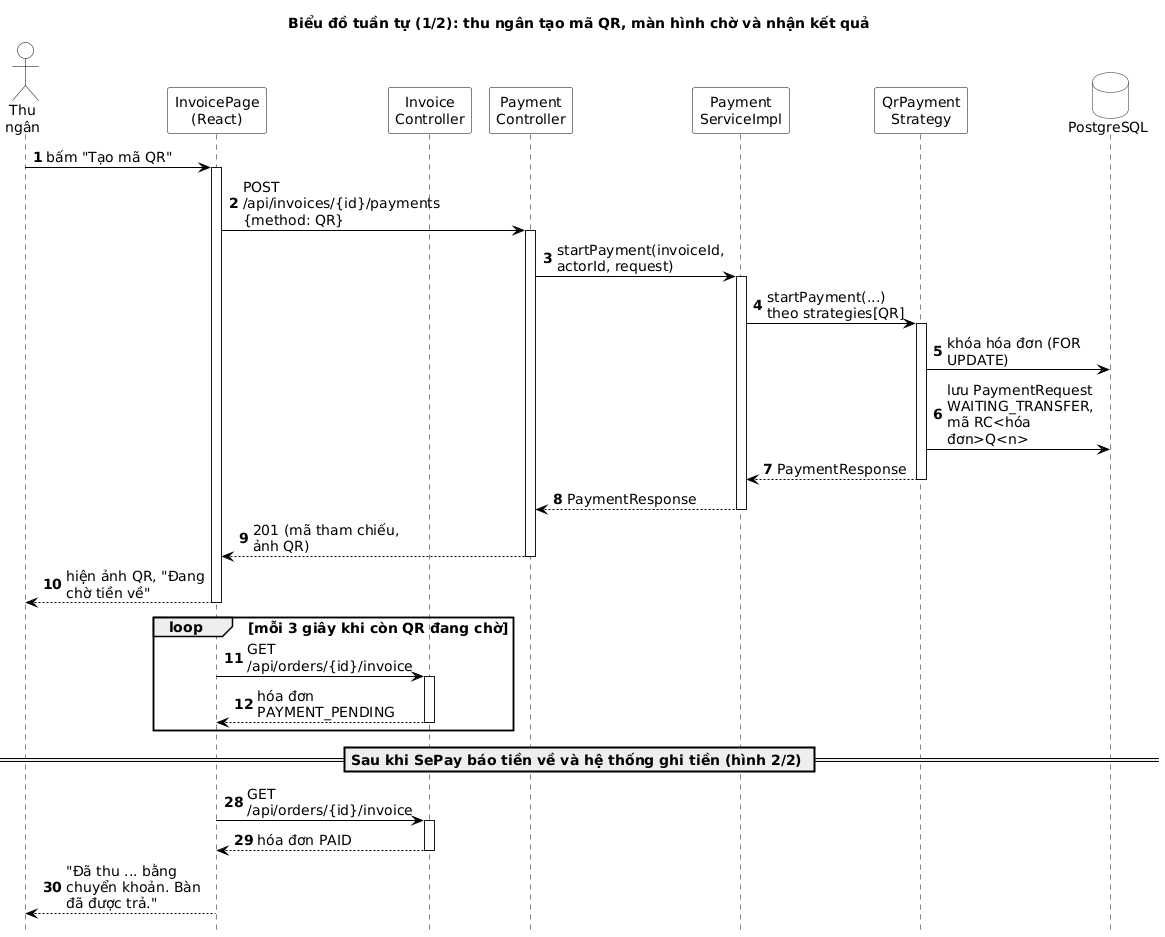 Biểu đồ tuần tự (1/2): thu ngân tạo mã QR, màn hình chờ và nhận kết quả
Thu
ngân
InvoicePage
(React)
Invoice
Controller
Payment
Controller
Payment
ServiceImpl
QrPayment
Strategy
PostgreSQL
1 bấm "Tạo mã QR"
POST
2 /api/invoices/{id}/payments
{method: QR}
3 startPayment(invoiceId,
actorId, request)
4 startPayment(...)
theo strategies[QR]
5 khóa hóa đơn (FOR
UPDATE)
lưu PaymentRequest
6 WAITING_TRANSFER,
mã RC<hóa
đơn>Q<n>
7 PaymentResponse
8 PaymentResponse
9 201 (mã tham chiếu,
ảnh QR)
10 hiện ảnh QR, "Đang
chờ tiền về"
loop [mỗi 3 giây khi còn QR đang chờ]
11 GET
/api/orders/{id}/invoice
12 hóa đơn
PAYMENT_PENDING
Sau khi SePay báo tiền về và hệ thống ghi tiền (hình 2/2)
28 GET
/api/orders/{id}/invoice
29 hóa đơn PAID
"Đã thu ... bằng
30 chuyển khoản. Bàn
đã được trả."